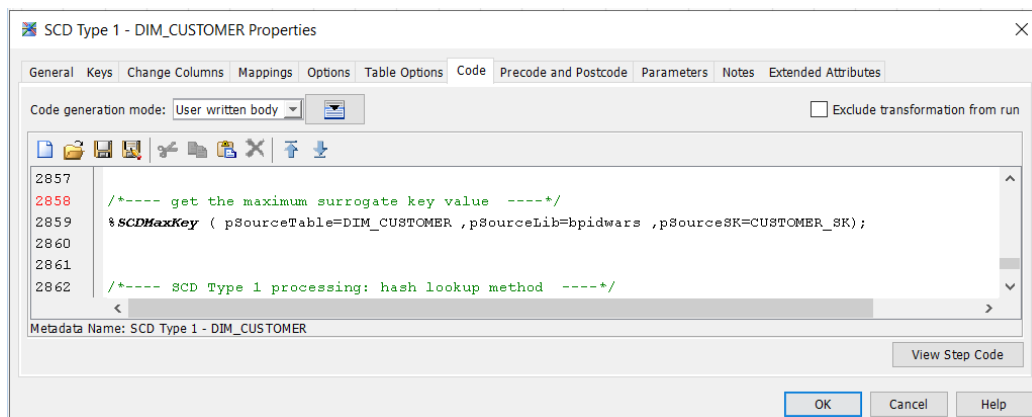 SCD Type 1 - DIM_CUSTOMER Properties
General Keys Change Columns Mappings Options Table Options Code Precode and Postcode Parameters Notes Extended Attributes
Code generation mode: User written body Exclude transformation from run
2857
2858 /*---- get the maximum surrogate key value ----*/
2859 %SCDMaxKey ( pSourceTable=DIM_CUSTOMER ,pSourceLib=bpidwars ,pSourceSK=CUSTOMER_SK);
2860
2861
2862 /*---- SCD Type 1 processing: hash lookup method ----*/
Metadata Name: SCD Type 1 - DIM_CUSTOMER
View Step Code
OK Cancel Help